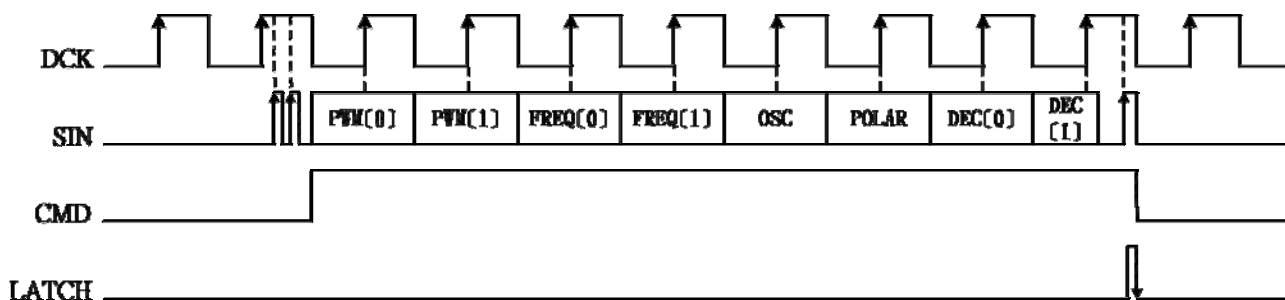 DCK
SIN PWM[0] PWM[1] FREQ[0] FREQ[1] OSC POLAR DEC[0] DEC
[1]
CMD
LATCH